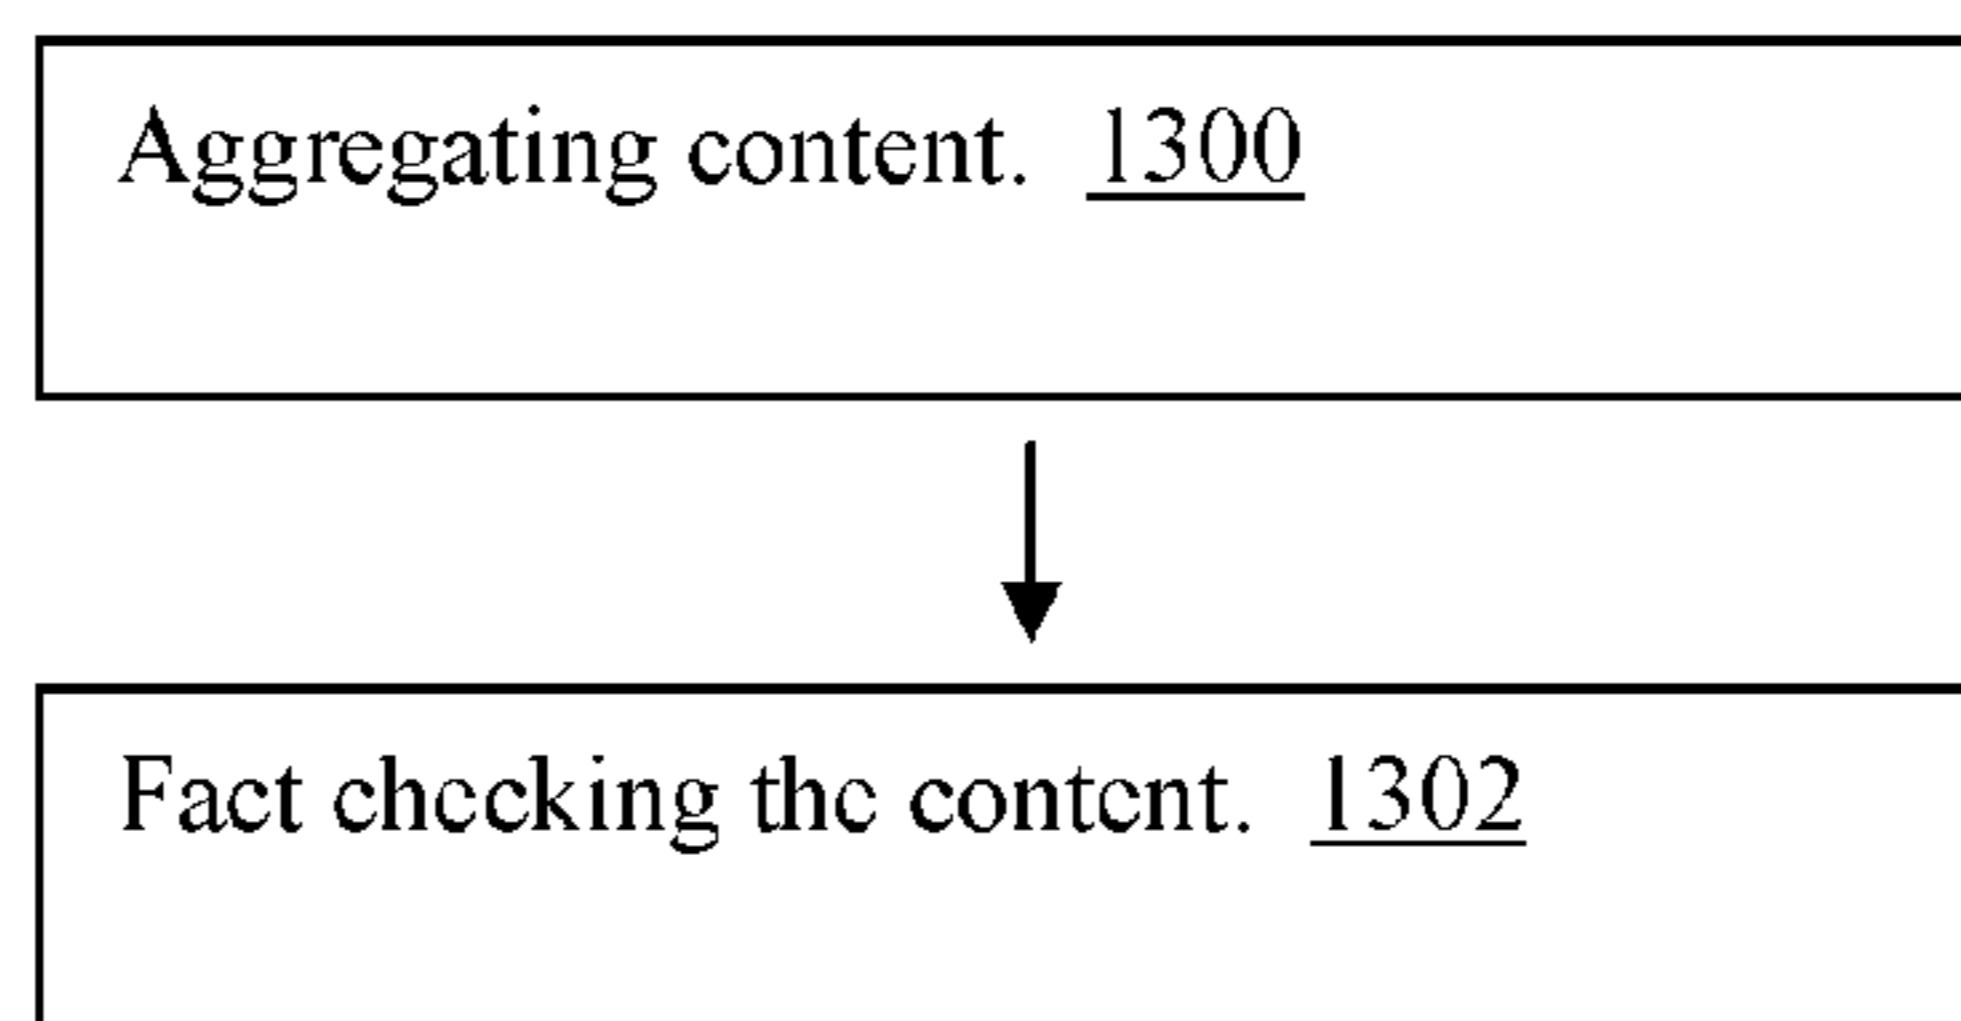 Aggregating content. 1300
Fact checking the content. 1302